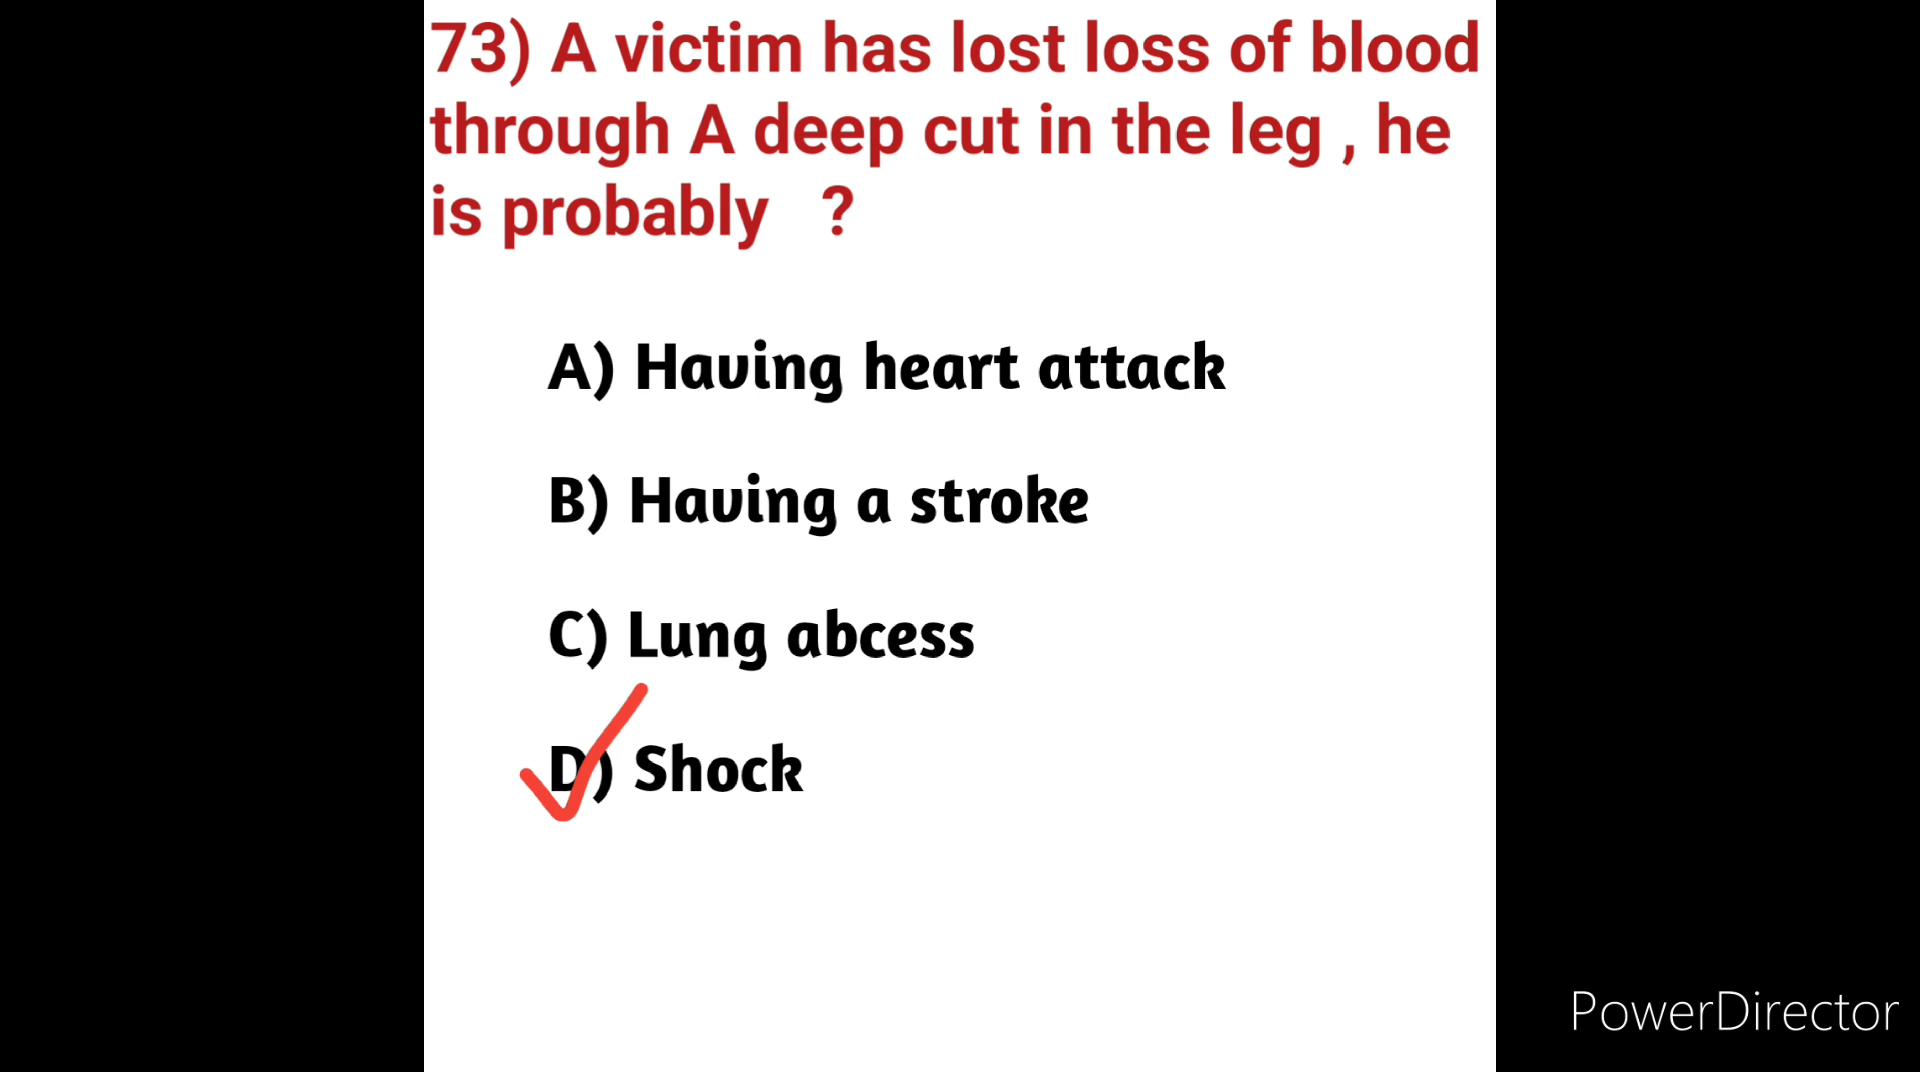 73) A victim has lost loss of blood
through A deep cut in the leg , he
is probably ?
A) Having heart attack
B) Having a stroke
C) Lung abcess
D) Shock
PowerDirector